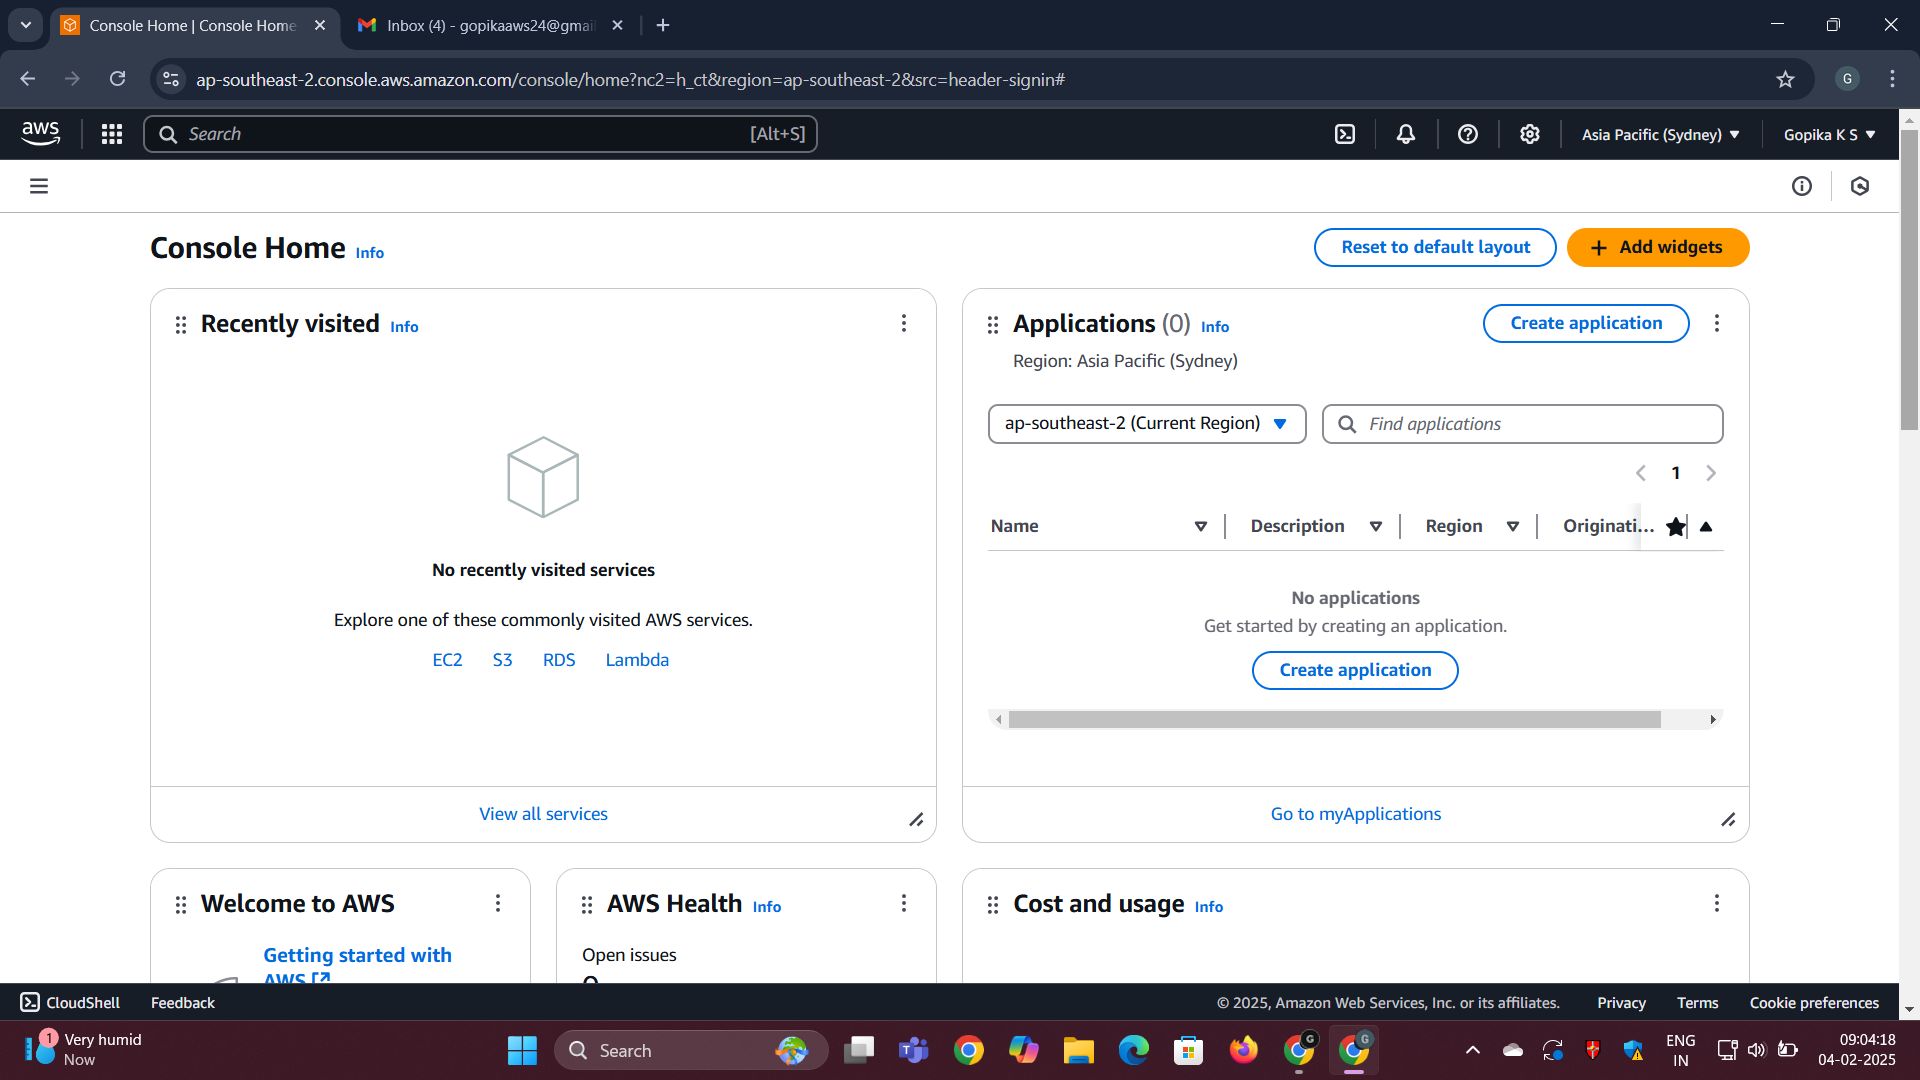 Console Home | Console Home
Inbox (4) - gopikaaws24@gmai
ap-southeast-2.console.aws.amazon.com/console/home?nc2=h_ct&region=ap-southeast-2&src=header-signin#
G
aws
Search
[Alt+S]
Asia Pacific (Sydney)
Gopika K S
Console Home Info
Reset to default layout
+ Add widgets
Recently visited Info
No recently visited services
Explore one of these commonly visited AWS services.
EC2 S3 RDS Lambda
View all services
Applications (0) Info
Create application
Region: Asia Pacific (Sydney)
ap-southeast-2 (Current Region)
Find applications
1
Name Description Region Originati...
No applications
Get started by creating an application.
Create application
Go to myApplications
Welcome to AWS
Getting started with
AWS
AWS Health Info
Open issues
Cost and usage Info
CloudShell
Feedback
© 2025, Amazon Web Services, Inc. or its affiliates.
Privacy
Terms
Cookie preferences
1
Very humid
Now
Search
G
G
ENG
IN
09:04:18
04-02-2025